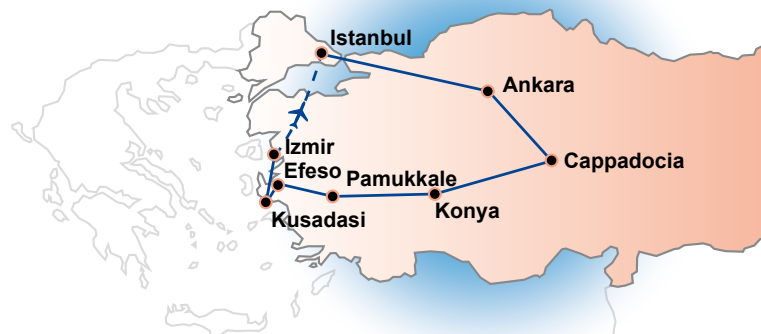 Istanbul
Ankara
Izmir
Efeso
Pamukkale
Cappadocia
Kusadasi
Konya